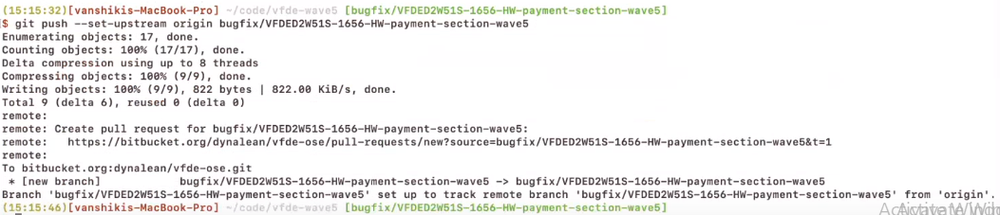 (15:15:32)[vanshikis-MacBook-Pro] ~/code/vfde-wave5 [bugfix/VFDED2W51S-1656-HW-payment-section-wave5]
$ git push --set-upstream origin bugfix/VFDED2W51S-1656-HW-payment-section-wave5
Enumerating objects: 17, done.
Counting objects: 100% (17/17), done.
Delta compression using up to 8 threads
Compressing objects: 100% (9/9), done.
Writing objects: 100% (9/9), 822 bytes | 822.00 KiB/s, done.
Total 9 (delta 6), reused 0 (delta 0)
remote:
remote: Create pull request for bugfix/VFDED2W51S-1656-HW-payment-section-wave5:
remote:   https://bitbucket.org/dynalean/vfde-ose/pull-requests/new?source=bugfix/VFDED2W51S-1656-HW-payment-section-wave5&t=1
remote:
To bitbucket.org:dynalean/vfde-ose.git
 * [new branch]          bugfix/VFDED2W51S-1656-HW-payment-section-wave5 -> bugfix/VFDED2W51S-1656-HW-payment-section-wave5
Branch 'bugfix/VFDED2W51S-1656-HW-payment-section-wave5' set up to track remote branch 'bugfix/VFDED2W51S-1656-HW-payment-section-wave5' from 'origin'.
(15:15:46)[vanshikis-MacBook-Pro] ~/code/vfde-wave5 [bugfix/VFDED2W51S-1656-HW-payment-section-wave5]